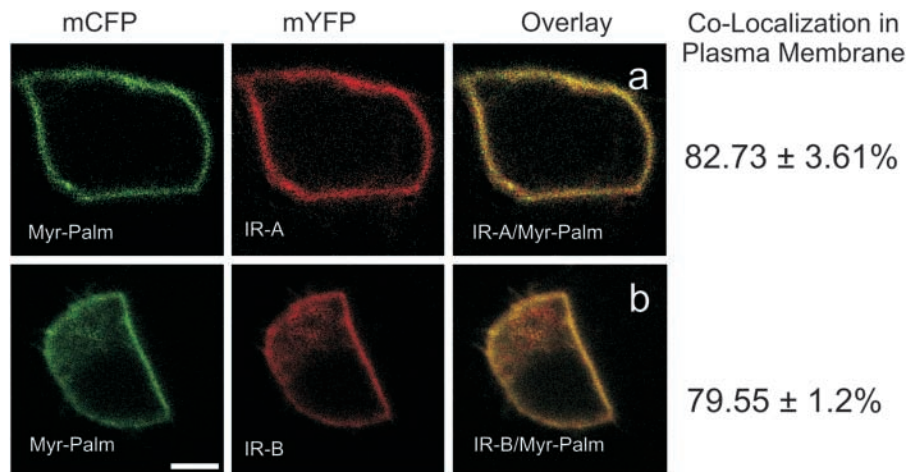 mCFP
mYFP
Overlay
Co-Localization in
Plasma Membrane
a
Myr-Palm
IR-A
IR-A/Myr-Palm
82.73 ± 3.61%
b
Myr-Palm
IR-B
IR-B/Myr-Palm
79.55 ± 1.2%